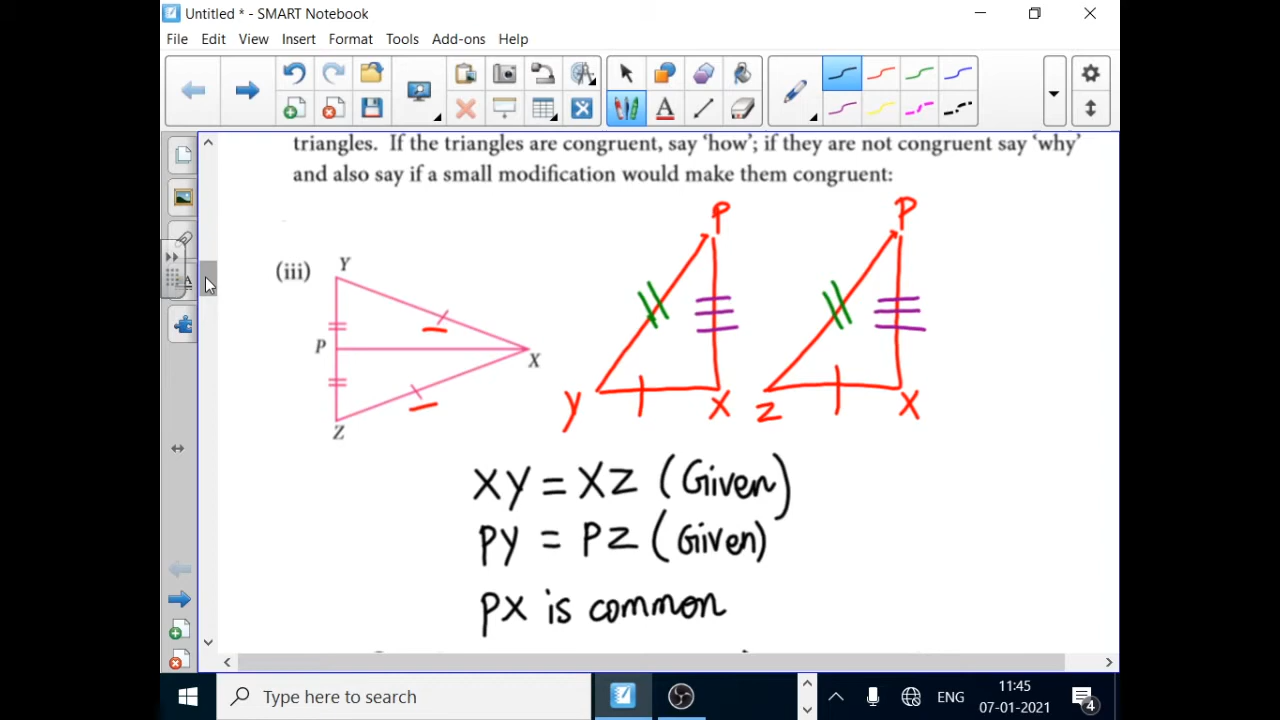 Untitled * - SMART Notebook
File Edit View Insert Format Tools Add-ons Help
triangles. If the triangles are congruent, say ‘how’; if they are not congruent say ‘why’
and also say if a small modification would make them congruent:
P P
(iii) Y
P X
Z
Y X Z X
XY = XZ (Given)
PY = PZ (Given)
PX is common
Type here to search
ENG
11:45
07-01-2021
4